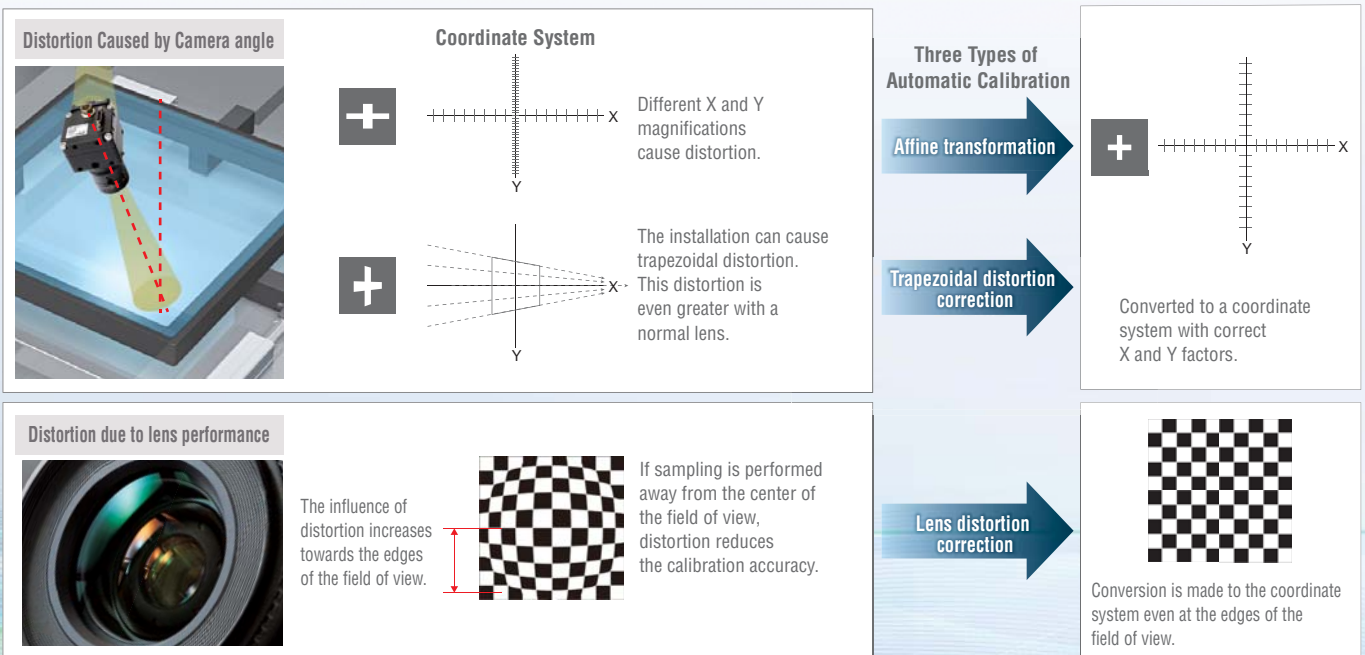 Distortion Caused by Camera angle
Coordinate System
X
Y
Different X and Y
magnifications
cause distortion.
X
Y
The installation can cause
trapezoidal distortion.
This distortion is
even greater with a
normal lens.
Three Types of
Automatic Calibration
Affine transformation
Trapezoidal distortion
correction
X
Y
Converted to a coordinate
system with correct
X and Y factors.
Distortion due to lens performance
The influence of
distortion increases
towards the edges
of the field of view.
If sampling is performed
away from the center of
the field of view,
distortion reduces
the calibration accuracy.
Lens distortion
correction
Conversion is made to the coordinate
system even at the edges of the
field of view.